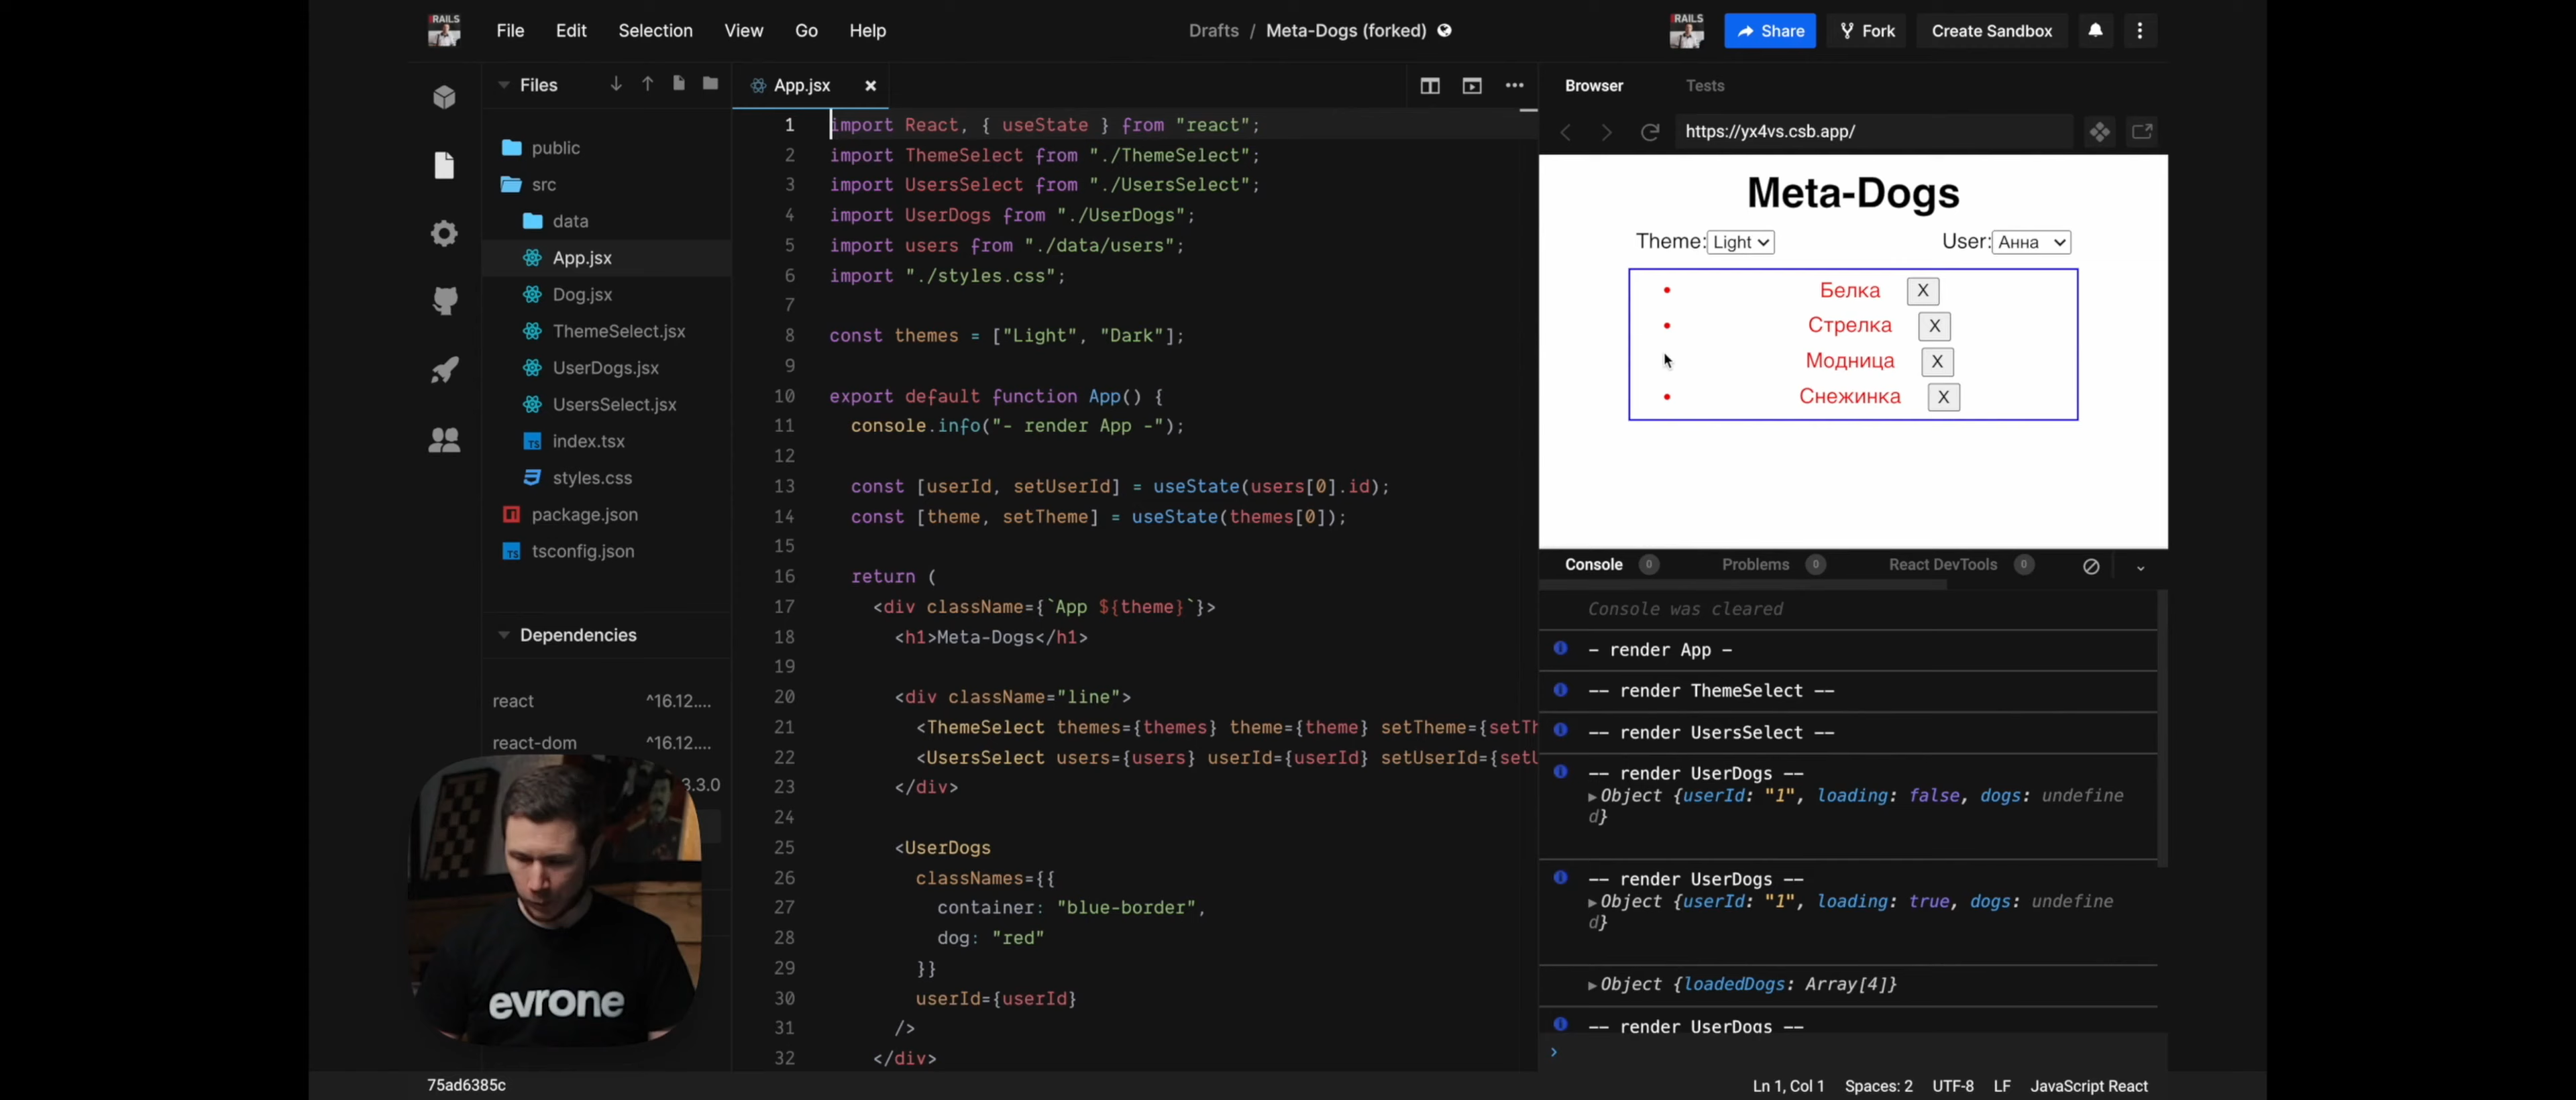 RAILS
File Edit Selection View Go Help
Drafts / Meta-Dogs (forked)
RAILS
Share
Fork
Create Sandbox
Files
public
src
data
App.jsx
Dog.jsx
ThemeSelect.jsx
UserDogs.jsx
UsersSelect.jsx
TS index.tsx
styles.css
package.json
TS tsconfig.json
Dependencies
react ^16.12....
react-dom ^16.12....
3.3.0
evrone
75ad6385c
App.jsx
1 import React, { useState } from "react";
2 import ThemeSelect from "./ThemeSelect";
3 import UsersSelect from "./UsersSelect";
4 import UserDogs from "./UserDogs";
5 import users from "./data/users";
6 import "./styles.css";
7
8 const themes = ["Light", "Dark"];
9
10 export default function App() {
11 console.info("- render App -");
12
13 const [userId, setUserId] = useState(users[0].id);
14 const [theme, setTheme] = useState(themes[0]);
15
16 return (
17 <div className={`App ${theme}`}>
18 <h1>Meta-Dogs</h1>
19
20 <div className="line">
21 <ThemeSelect themes={themes} theme={theme} setTheme={setTh
22 <UsersSelect users={users} userId={userId} setUserId={setU
23 </div>
24
25 <UserDogs
26 classNames={{
27 container: "blue-border",
28 dog: "red"
29 }}
30 userId={userId}
31 />
32 </div>
Browser Tests
https://yx4vs.csb.app/
Meta-Dogs
Theme: Light User: Анна
• Белка X
• Стрелка X
Модница X
• Снежинка X
Console 0 Problems 0 React DevTools 0
Console was cleared
- render App -
-- render ThemeSelect --
-- render UsersSelect --
-- render UserDogs --
▶Object {userId: "1", loading: false, dogs: undefine
d}
-- render UserDogs --
▶Object {userId: "1", loading: true, dogs: undefine
d}
▶Object {loadedDogs: Array[4]}
-- render UserDogs --
›
Ln 1, Col 1 Spaces: 2 UTF-8 LF JavaScript React